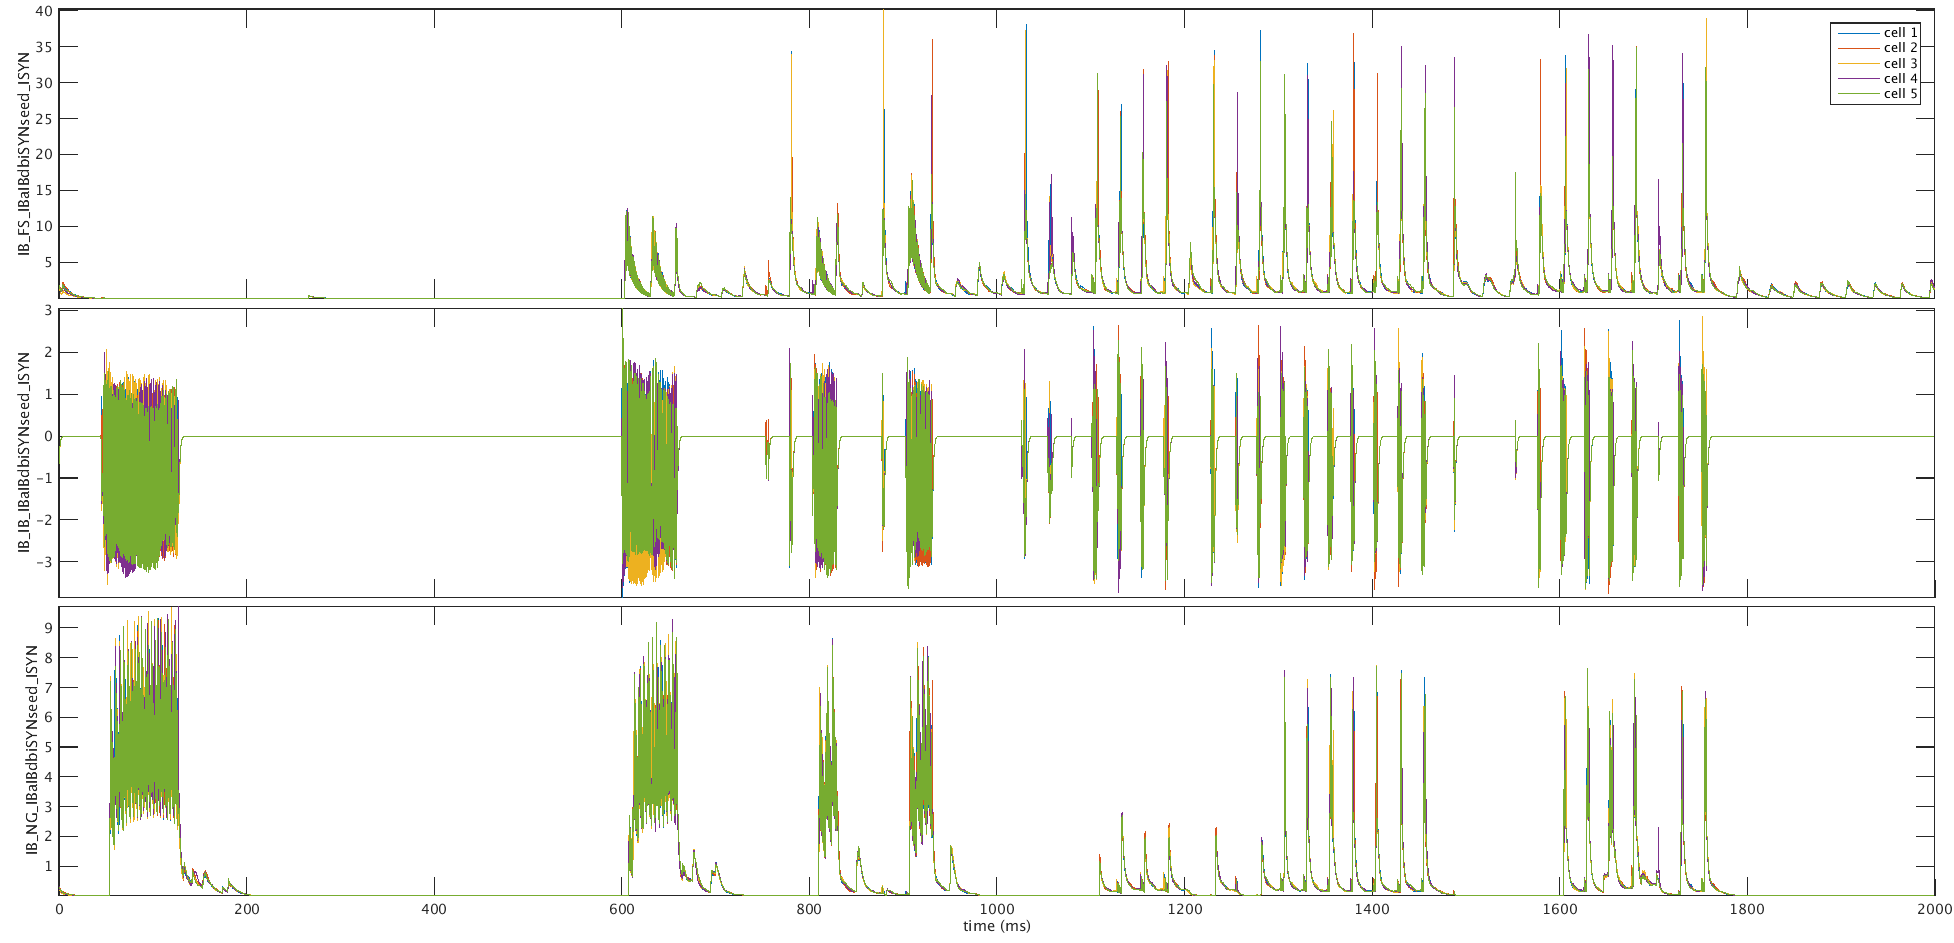 IB_FS_IBaIBdbiSYNseed_ISYN
40
35
30
25
20
15
10
5
cell 1
cell 2
cell 3
cell 4
cell 5
IB_IB_IBaIBdbiSYNseed_ISYN
3
2
1
0
−1
−2
−3
IB_NG_IBaIBdbiSYNseed_ISYN
9
8
7
6
5
4
3
2
1
0 200 400 600 800 1000 1200 1400 1600 1800 2000
time (ms)